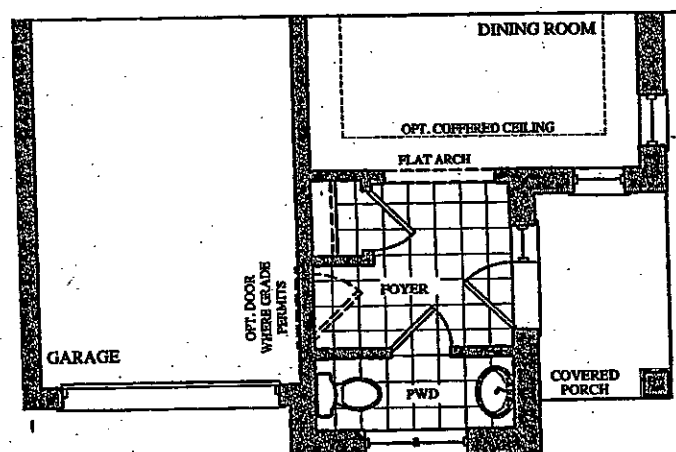 DINING ROOM
OPT. COFFERED CEILING
FLAT ARCH
OPT. DOOR
WHERE GRADE
PERMITS
FOYER
GARAGE
PWD
COVERED
PORCH